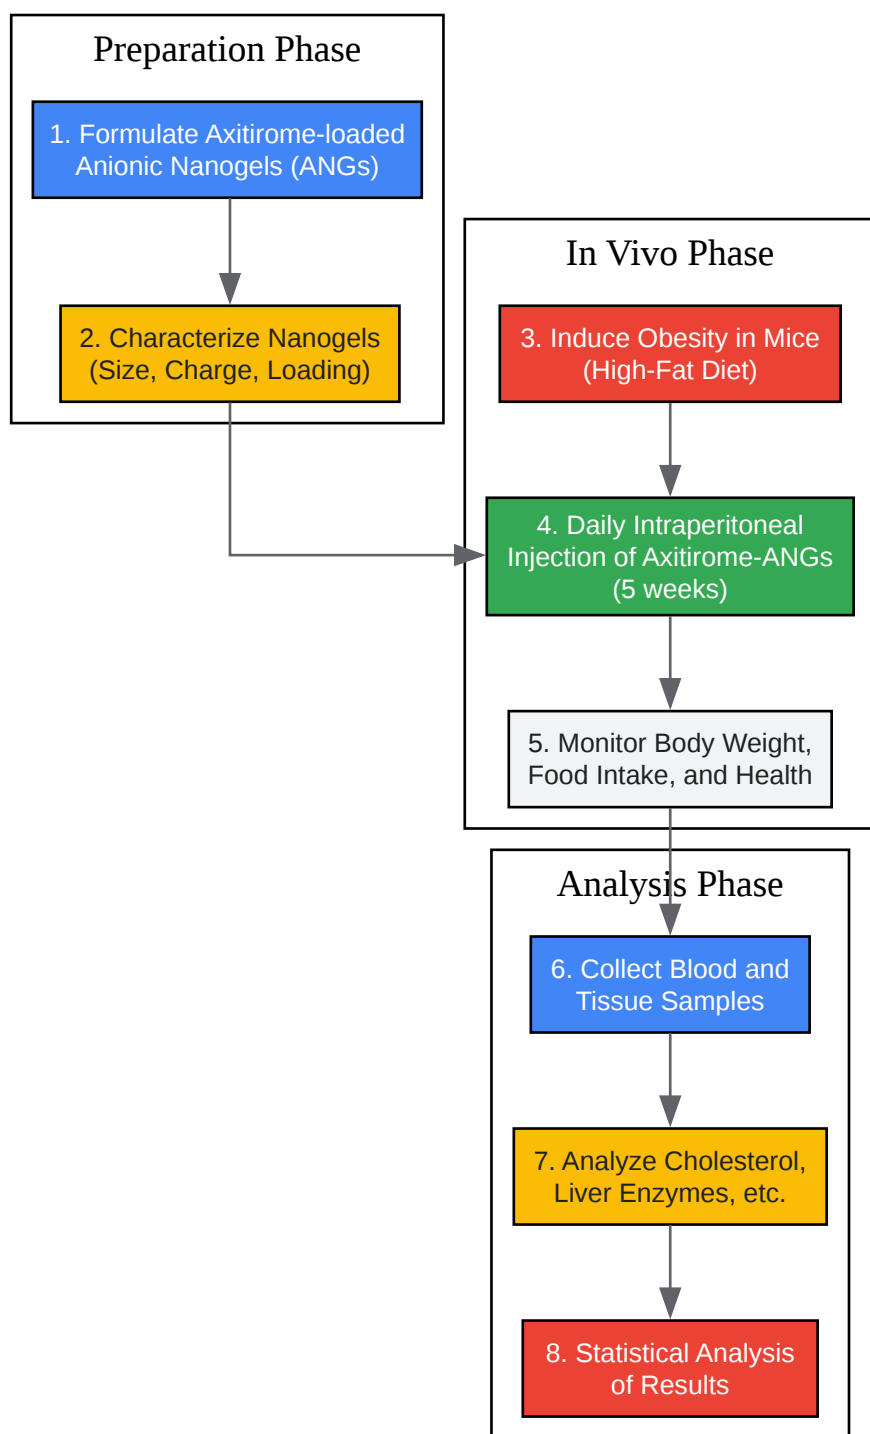 Preparation Phase
1. Formulate Axitirome-loaded
Anionic Nanogels (ANGs)
2. Characterize Nanogels
(Size, Charge, Loading)
In Vivo Phase
3. Induce Obesity in Mice
(High-Fat Diet)
4. Daily Intraperitoneal
Injection of Axitirome-ANGs
(5 weeks)
5. Monitor Body Weight,
Food Intake, and Health
Analysis Phase
6. Collect Blood and
Tissue Samples
7. Analyze Cholesterol,
Liver Enzymes, etc.
8. Statistical Analysis
of Results